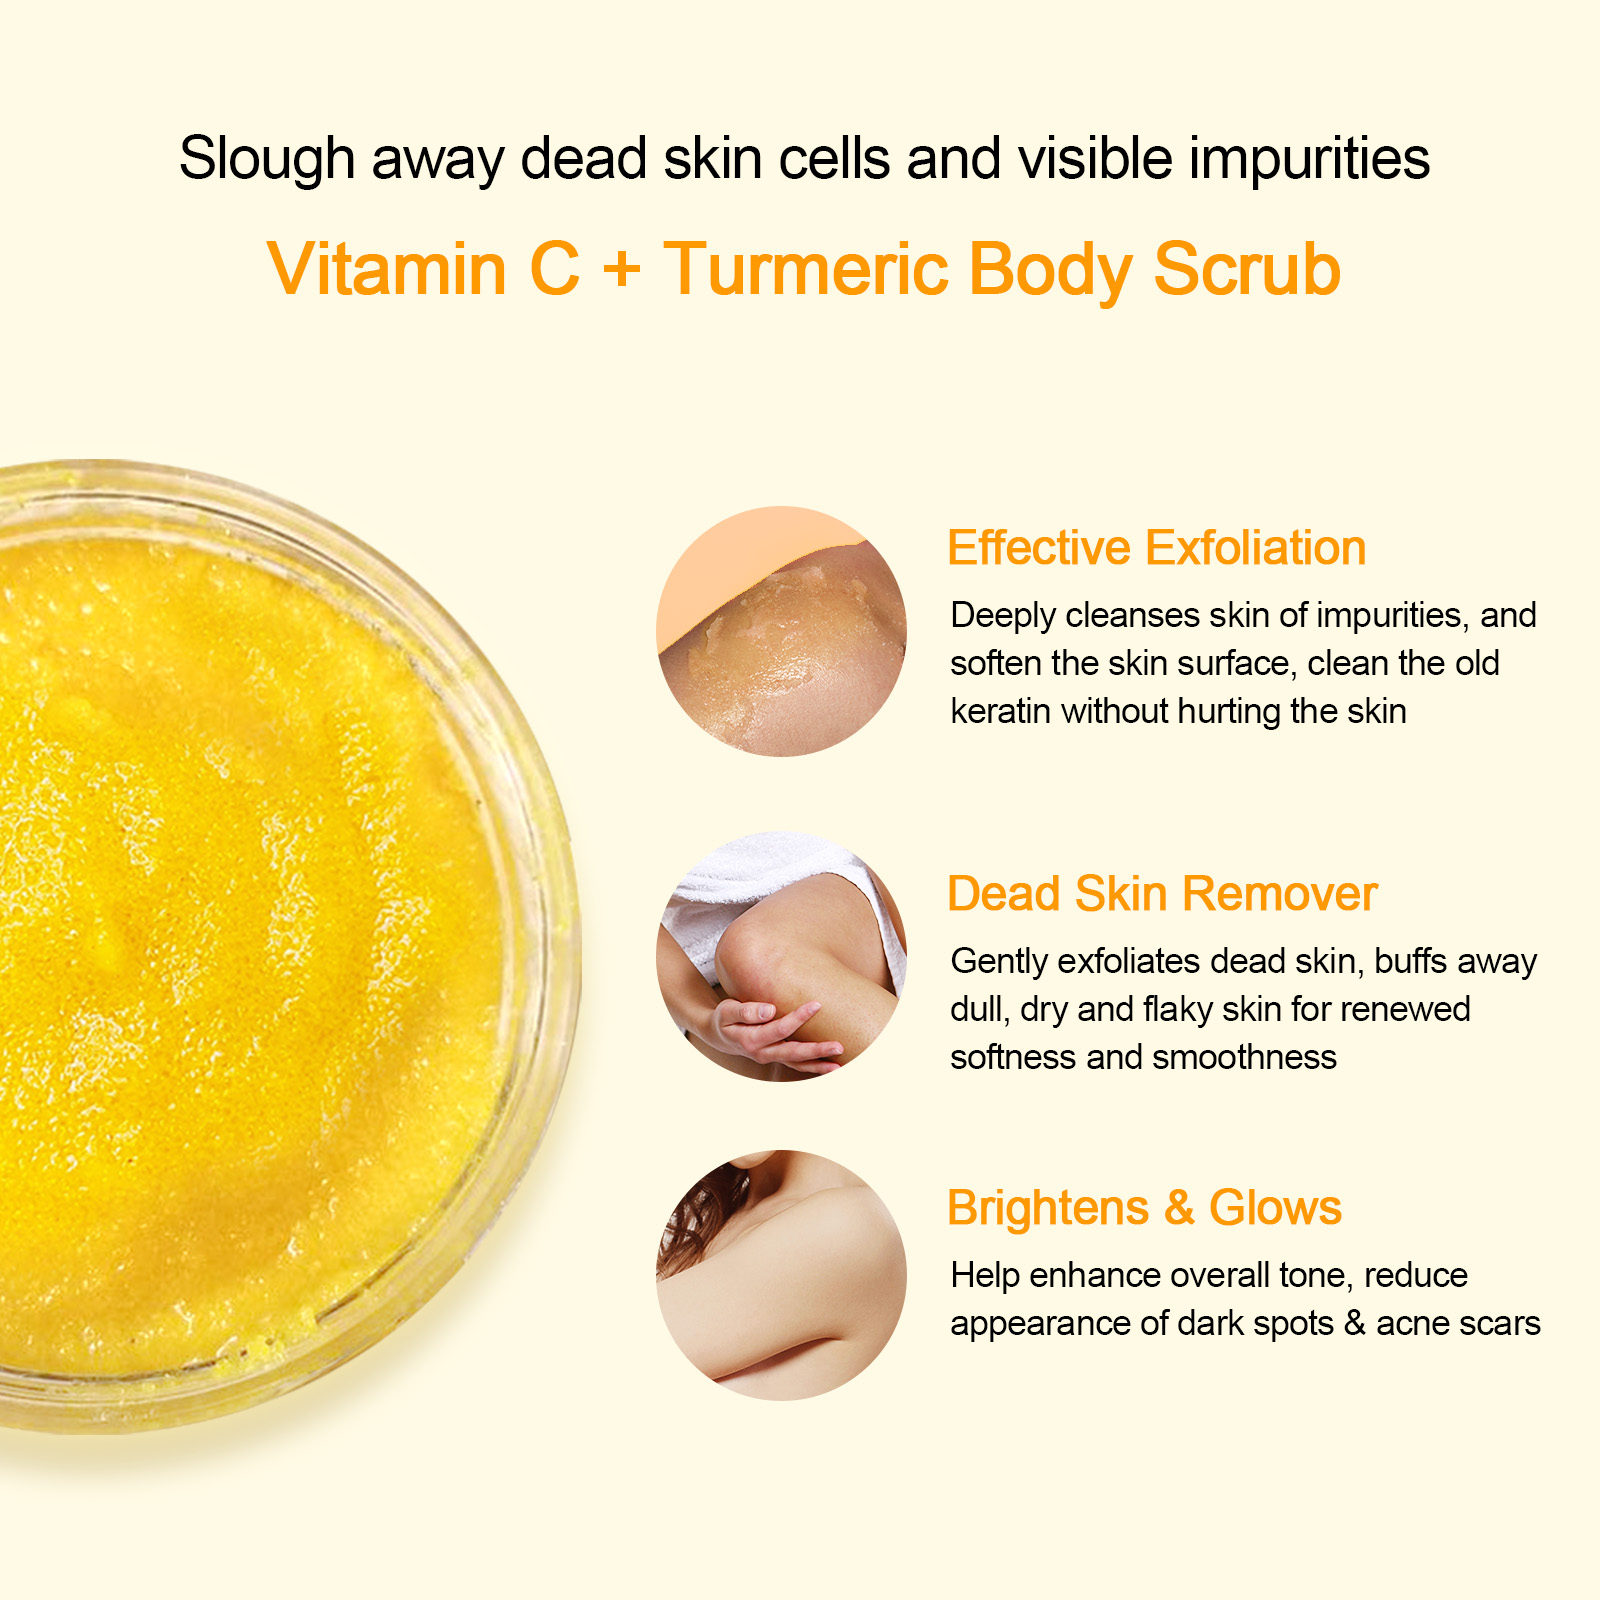 Slough away dead skin cells and visible impurities
Vitamin C + Turmeric Body Scrub
Effective Exfoliation
Deeply cleanses skin of impurities, and
soften the skin surface, clean the old
keratin without hurting the skin
Dead Skin Remover
Gently exfoliates dead skin, buffs away
dull, dry and flaky skin for renewed
softness and smoothness
Brightens & Glows
Help enhance overall tone, reduce
appearance of dark spots & acne scars